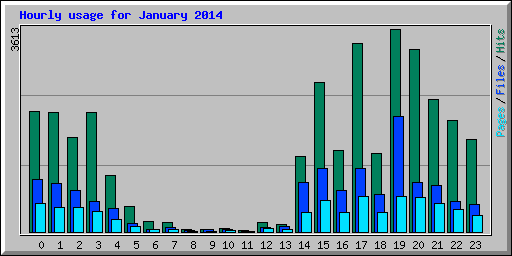 Hourly usage for January 2014
3613
Pages/Files/Hits
0 1 2 3 4 5 6 7 8 9 10 11 12 13 14 15 16 17 18 19 20 21 22 23